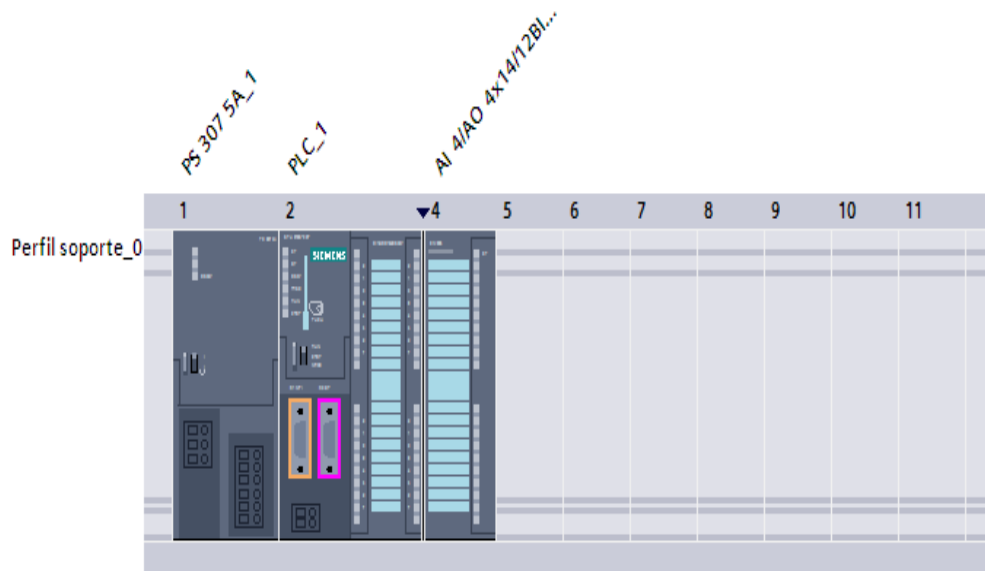 PS 307 5A_1
PLC_1
AI 4/AO 4x14/12BI...
1 2 4 5 6 7 8 9 10 11
Perfil soporte_0
SIEMENS